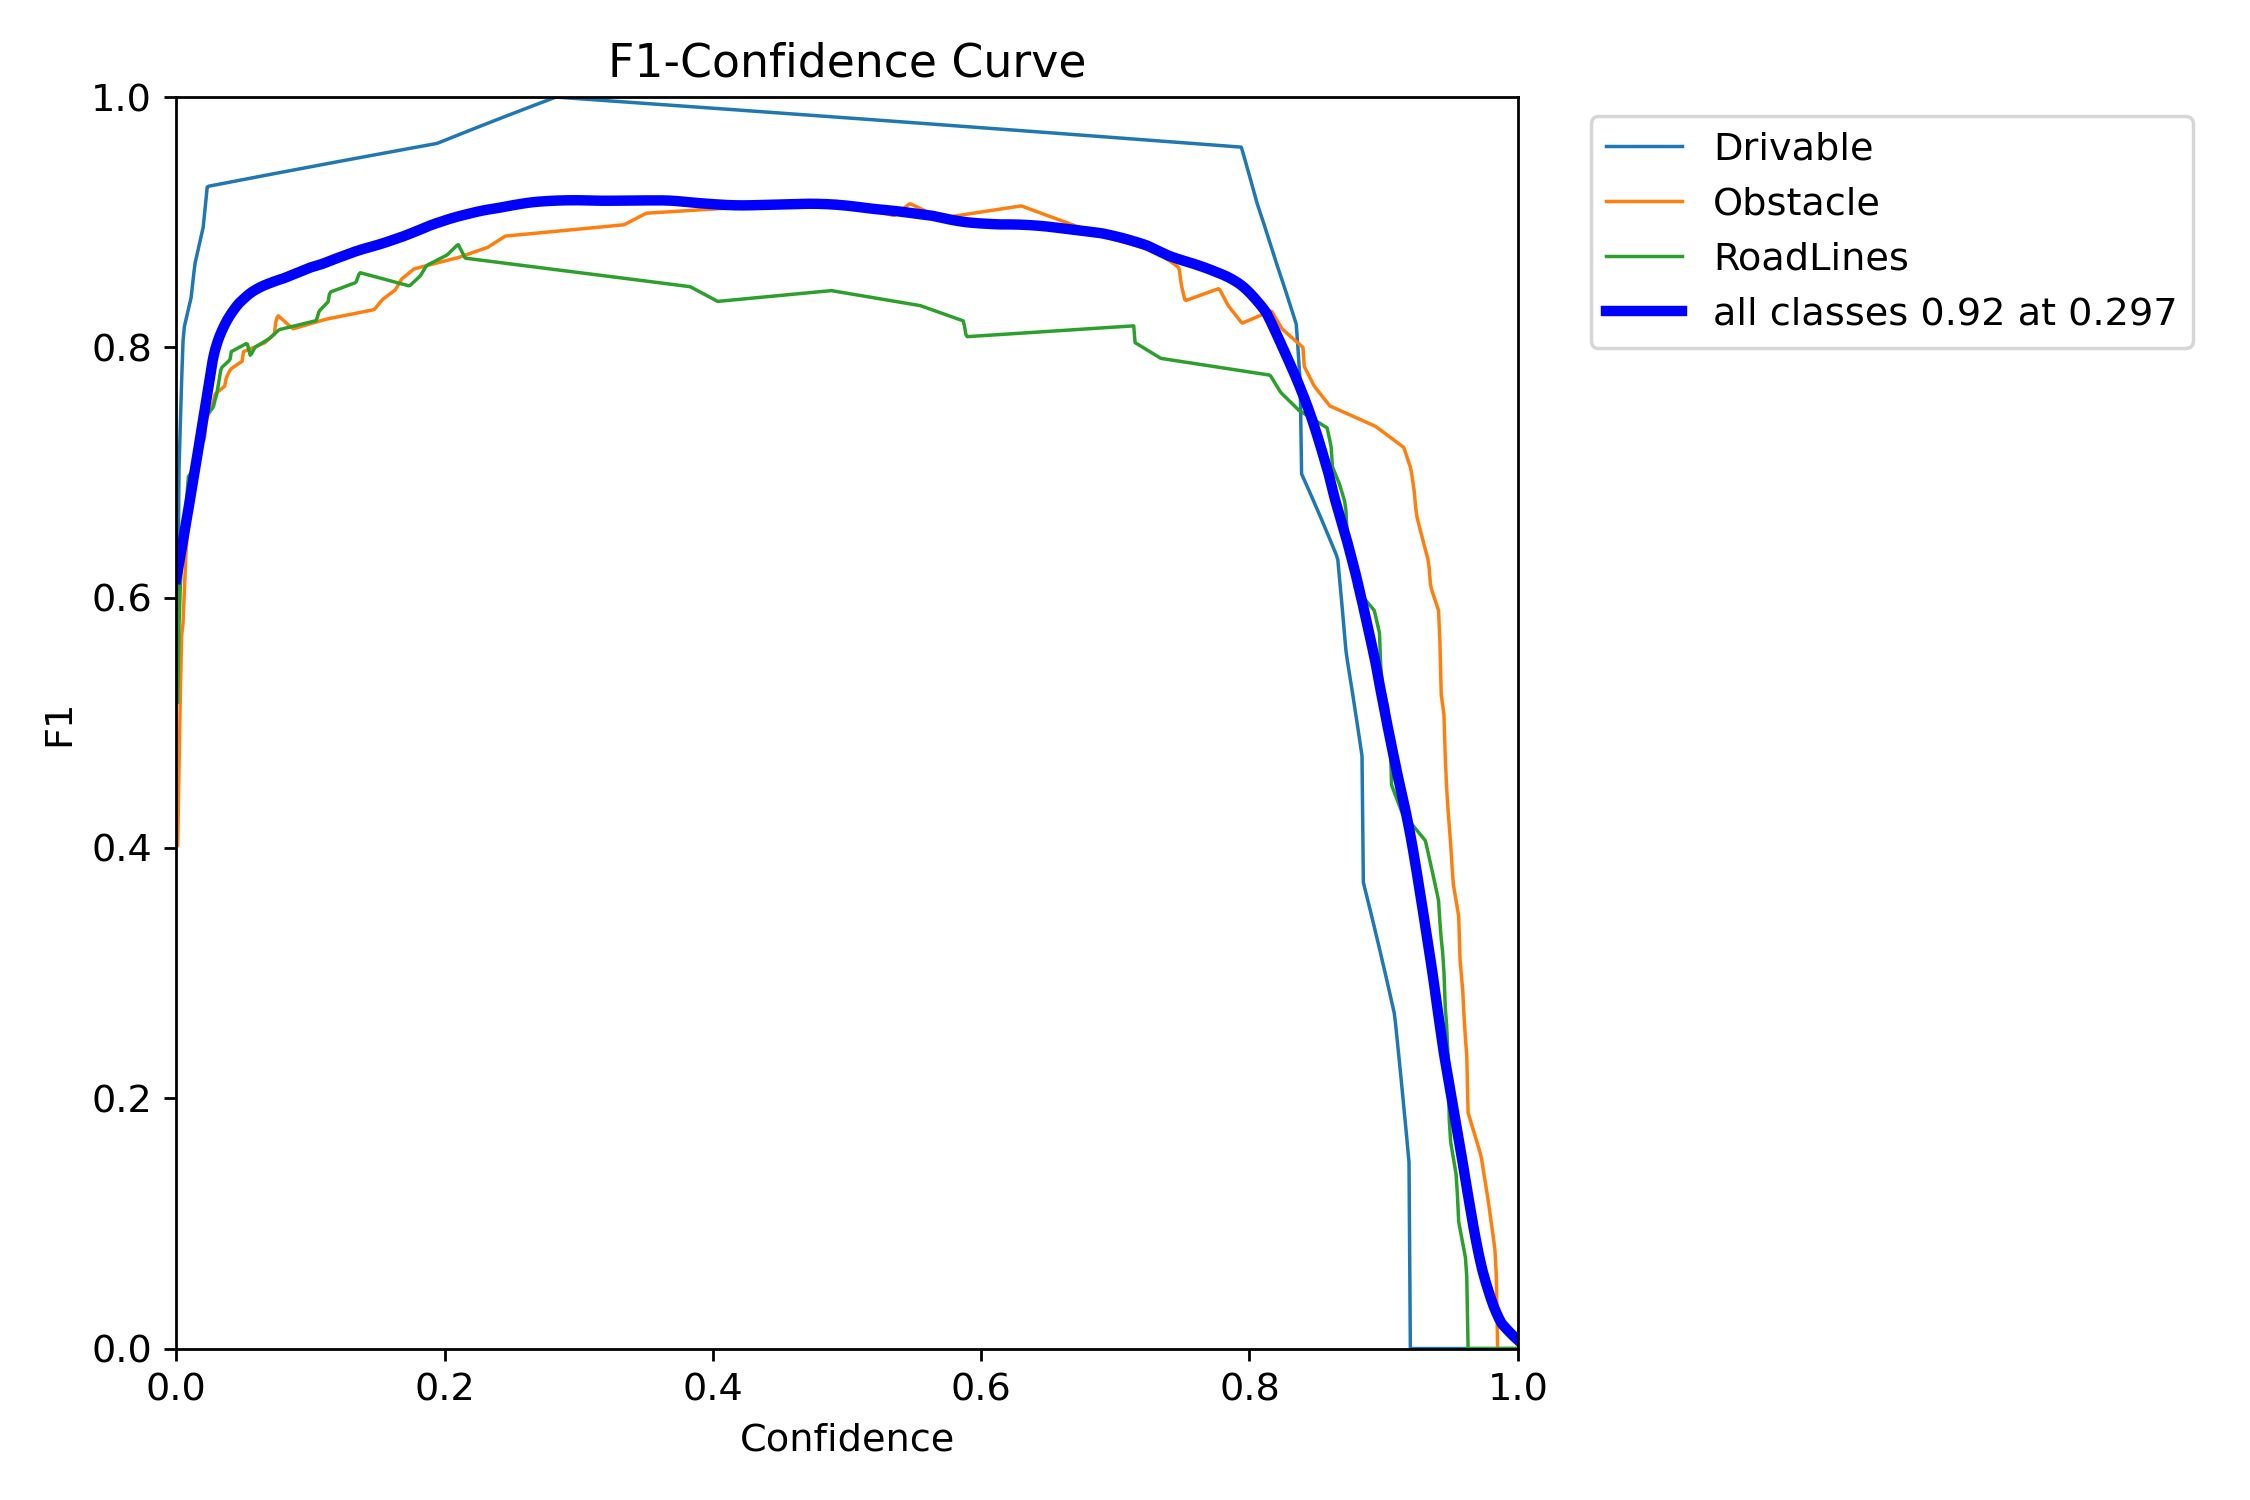 F1-Confidence Curve
1.0
0.8
0.6
0.4
0.2
0.0
F1
0.0 0.2 0.4 0.6 0.8 1.0
Confidence
Drivable
Obstacle
RoadLines
all classes 0.92 at 0.297